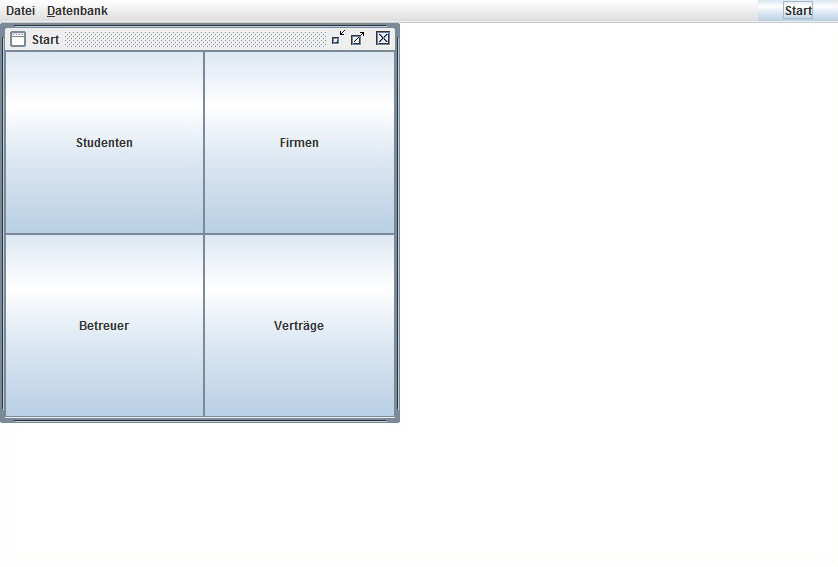 Datei Datenbank Start
Start
Studenten Firmen
Betreuer Verträge